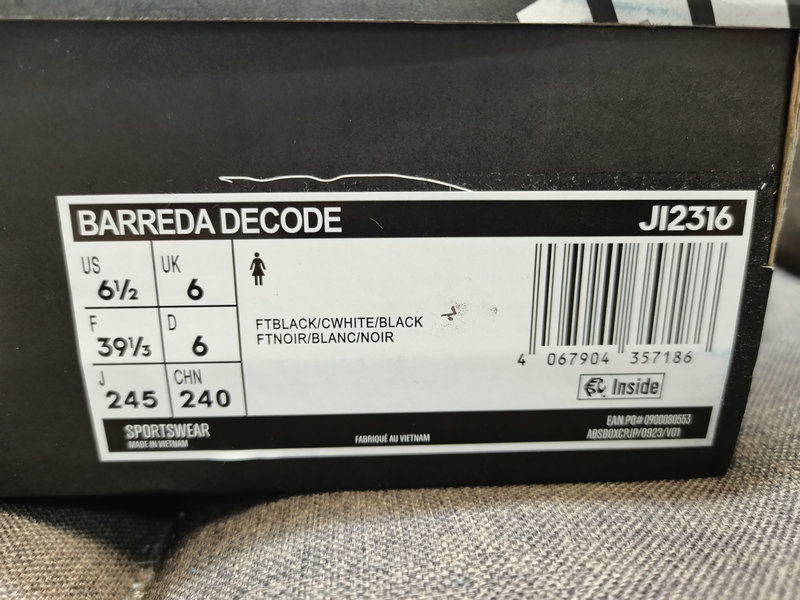 BARREDA DECODE JI2316
US 6½ UK 6
F 39⅓ D 6
J 245 CHN 240
FTBLACK/CWHITE/BLACK
FTNOIR/BLANC/NOIR
4 067904 357186
Inside
SPORTSWEAR
MADE IN VIETNAM
FABRIQUÉ AU VIETNAM
EAN PO# 0900080553
ABSBOXCPJP/0923/V01